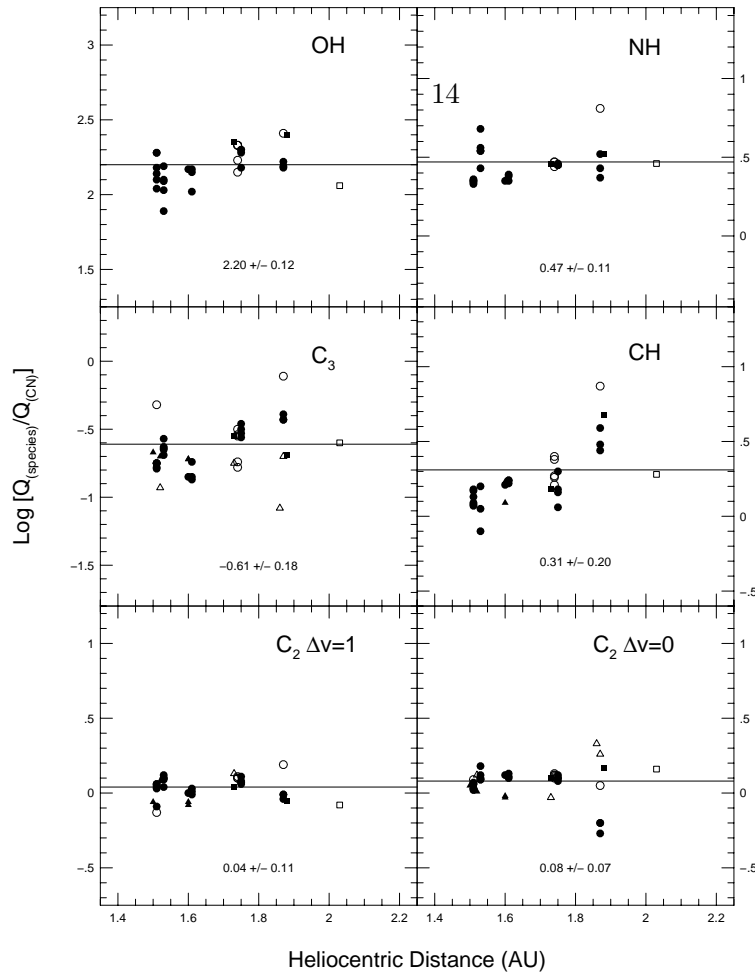 OH
3
2.5
2
1.5
2.20 +/- 0.12
NH
14
1
.5
0
0.47 +/- 0.11
C3
0
-.5
-1
-1.5
-0.61 +/- 0.18
CH
1
.5
0
-.5
0.31 +/- 0.20
Log [Q(species)/Q(CN)]
C2 Δv=1
1
.5
0
-.5
0.04 +/- 0.11
C2 Δv=0
1
.5
0
-.5
0.08 +/- 0.07
1.4 1.6 1.8 2 2.2
1.4 1.6 1.8 2 2.2
Heliocentric Distance (AU)